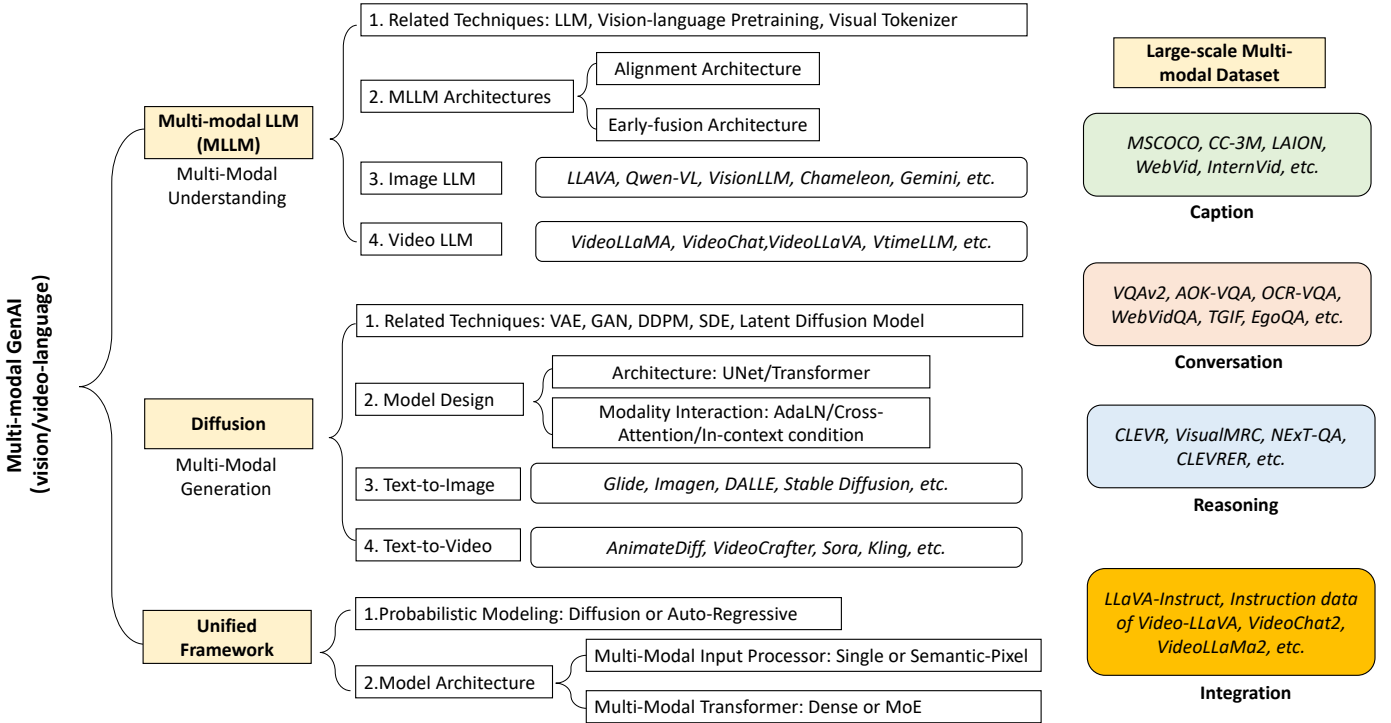 Multi-modal GenAI
(vision/video-language)
Multi-modal LLM
(MLLM)
Multi-Modal
Understanding
1. Related Techniques: LLM, Vision-language Pretraining, Visual Tokenizer
2. MLLM Architectures
Alignment Architecture
Early-fusion Architecture
3. Image LLM
LLAVA, Qwen-VL, VisionLLM, Chameleon, Gemini, etc.
4. Video LLM
VideoLLaMA, VideoChat,VideoLLaVA, VtimeLLM, etc.
Diffusion
Multi-Modal
Generation
1. Related Techniques: VAE, GAN, DDPM, SDE, Latent Diffusion Model
2. Model Design
Architecture: UNet/Transformer
Modality Interaction: AdaLN/Cross-
Attention/In-context condition
3. Text-to-Image
Glide, Imagen, DALLE, Stable Diffusion, etc.
4. Text-to-Video
AnimateDiff, VideoCrafter, Sora, Kling, etc.
Unified
Framework
1.Probabilistic Modeling: Diffusion or Auto-Regressive
2.Model Architecture
Multi-Modal Input Processor: Single or Semantic-Pixel
Multi-Modal Transformer: Dense or MoE
Large-scale Multi-
modal Dataset
MSCOCO, CC-3M, LAION,
WebVid, InternVid, etc.
Caption
VQAv2, AOK-VQA, OCR-VQA,
WebVidQA, TGIF, EgoQA, etc.
Conversation
CLEVR, VisualMRC, NExT-QA,
CLEVRER, etc.
Reasoning
LLaVA-Instruct, Instruction data
of Video-LLaVA, VideoChat2,
VideoLLaMa2, etc.
Integration